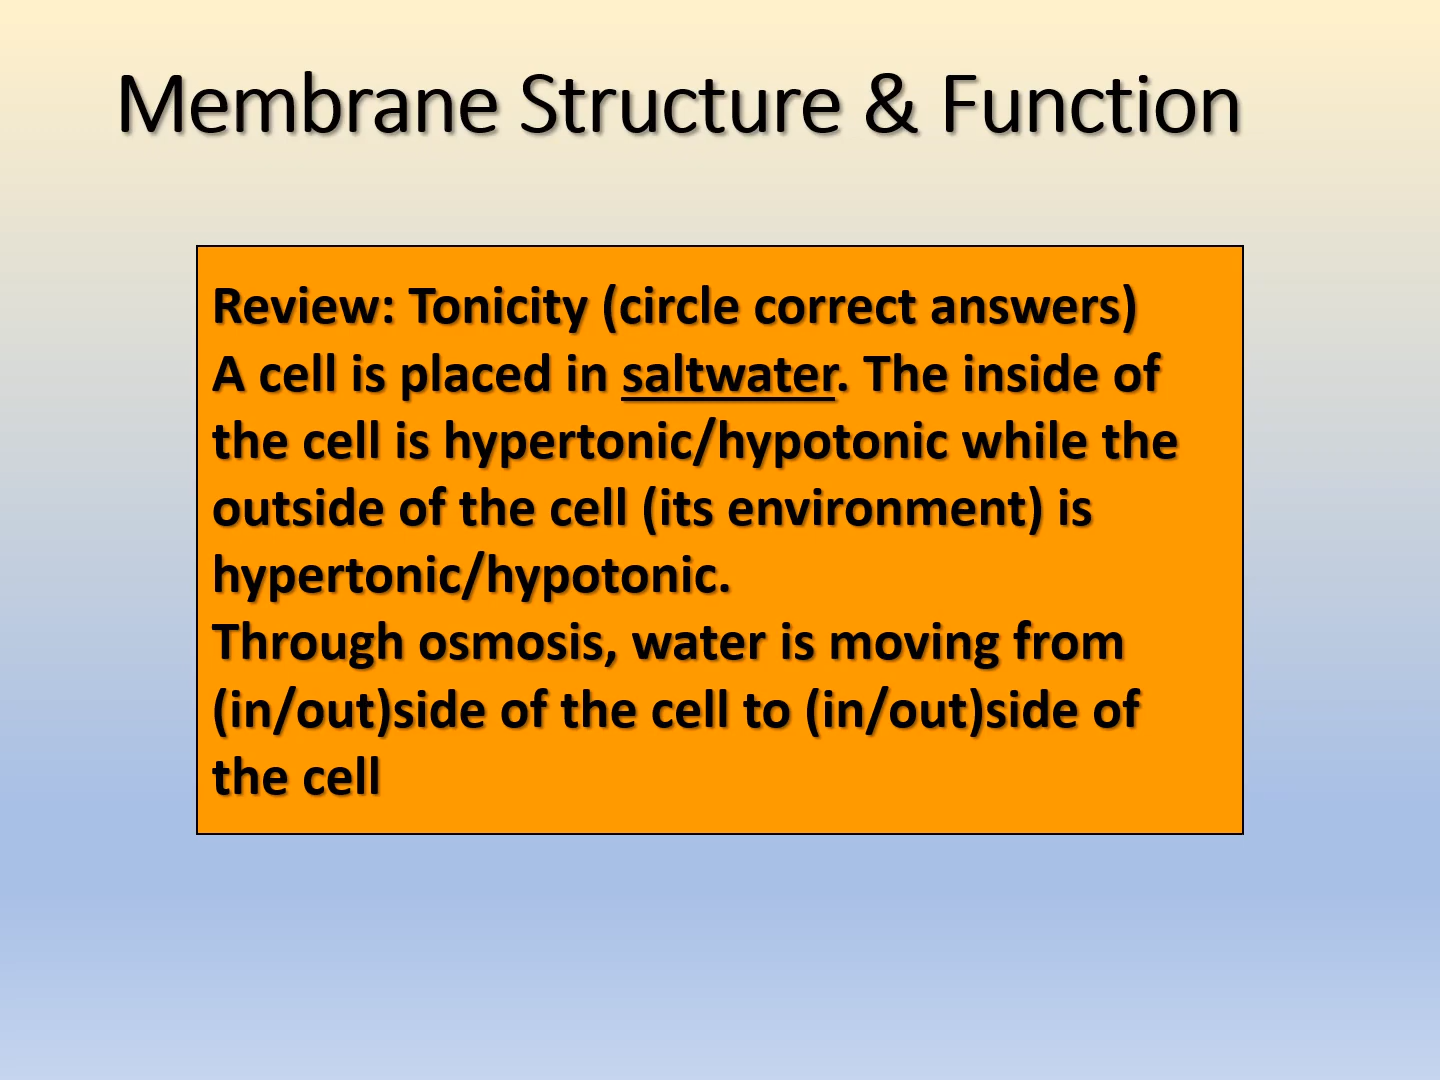 Membrane Structure & Function
Review: Tonicity (circle correct answers)
A cell is placed in saltwater. The inside of
the cell is hypertonic/hypotonic while the
outside of the cell (its environment) is
hypertonic/hypotonic.
Through osmosis, water is moving from
(in/out)side of the cell to (in/out)side of
the cell